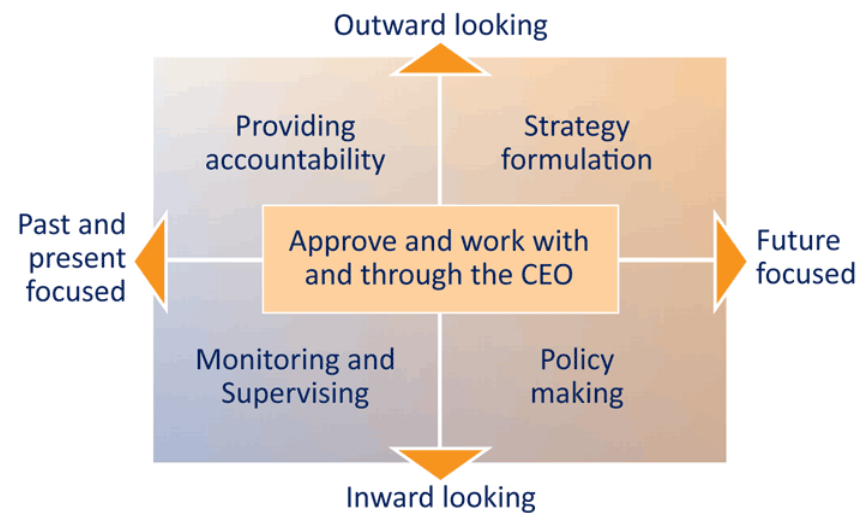 Outward looking
Providing
accountability
Strategy
formulation
Past and
present
focused
Approve and work with
and through the CEO
Future
focused
Monitoring and
Supervising
Policy
making
Inward looking